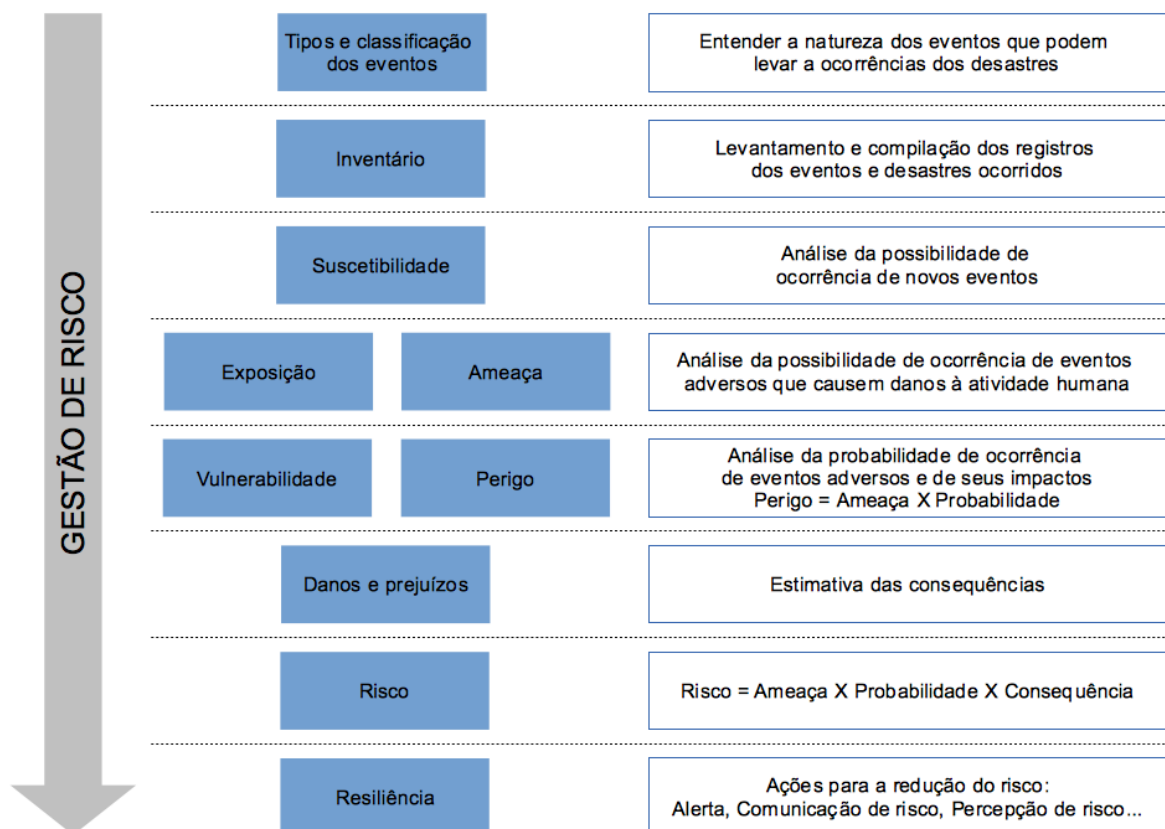 GESTÃO DE RISCO
Tipos e classificação
dos eventos
Entender a natureza dos eventos que podem
levar a ocorrências dos desastres
Inventário
Levantamento e compilação dos registros
dos eventos e desastres ocorridos
Suscetibilidade
Análise da possibilidade de
ocorrência de novos eventos
Exposição
Ameaça
Análise da possibilidade de ocorrência de eventos
adversos que causem danos à atividade humana
Vulnerabilidade
Perigo
Análise da probabilidade de ocorrência
de eventos adversos e de seus impactos
Perigo = Ameaça X Probabilidade
Danos e prejuízos
Estimativa das consequências
Risco
Risco = Ameaça X Probabilidade X Consequência
Resiliência
Ações para a redução do risco:
Alerta, Comunicação de risco, Percepção de risco...